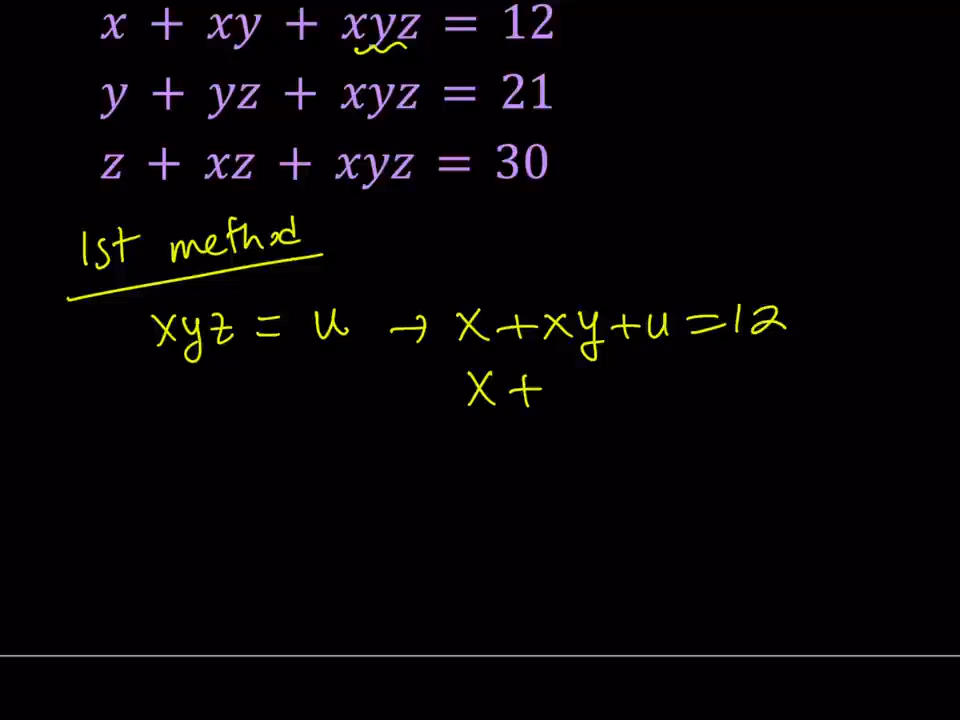 x + xy + xyz = 12
y + yz + xyz = 21
z + xz + xyz = 30
1st method
xyz = u → x + xy + u = 12
x +